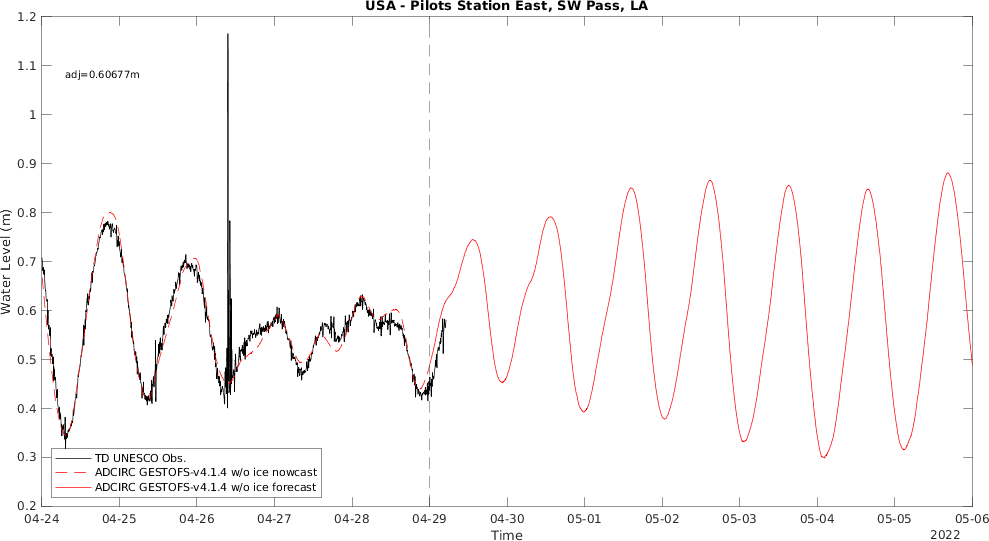 USA - Pilots Station East, SW Pass, LA
adj=0.60677m
Water Level (m)
1.2
1.1
1
0.9
0.8
0.7
0.6
0.5
0.4
0.3
0.2
TD UNESCO Obs.
ADCIRC GESTOFS-v4.1.4 w/o ice nowcast
ADCIRC GESTOFS-v4.1.4 w/o ice forecast
04-24 04-25 04-26 04-27 04-28 04-29 04-30 05-01 05-02 05-03 05-04 05-05 05-06
Time
2022